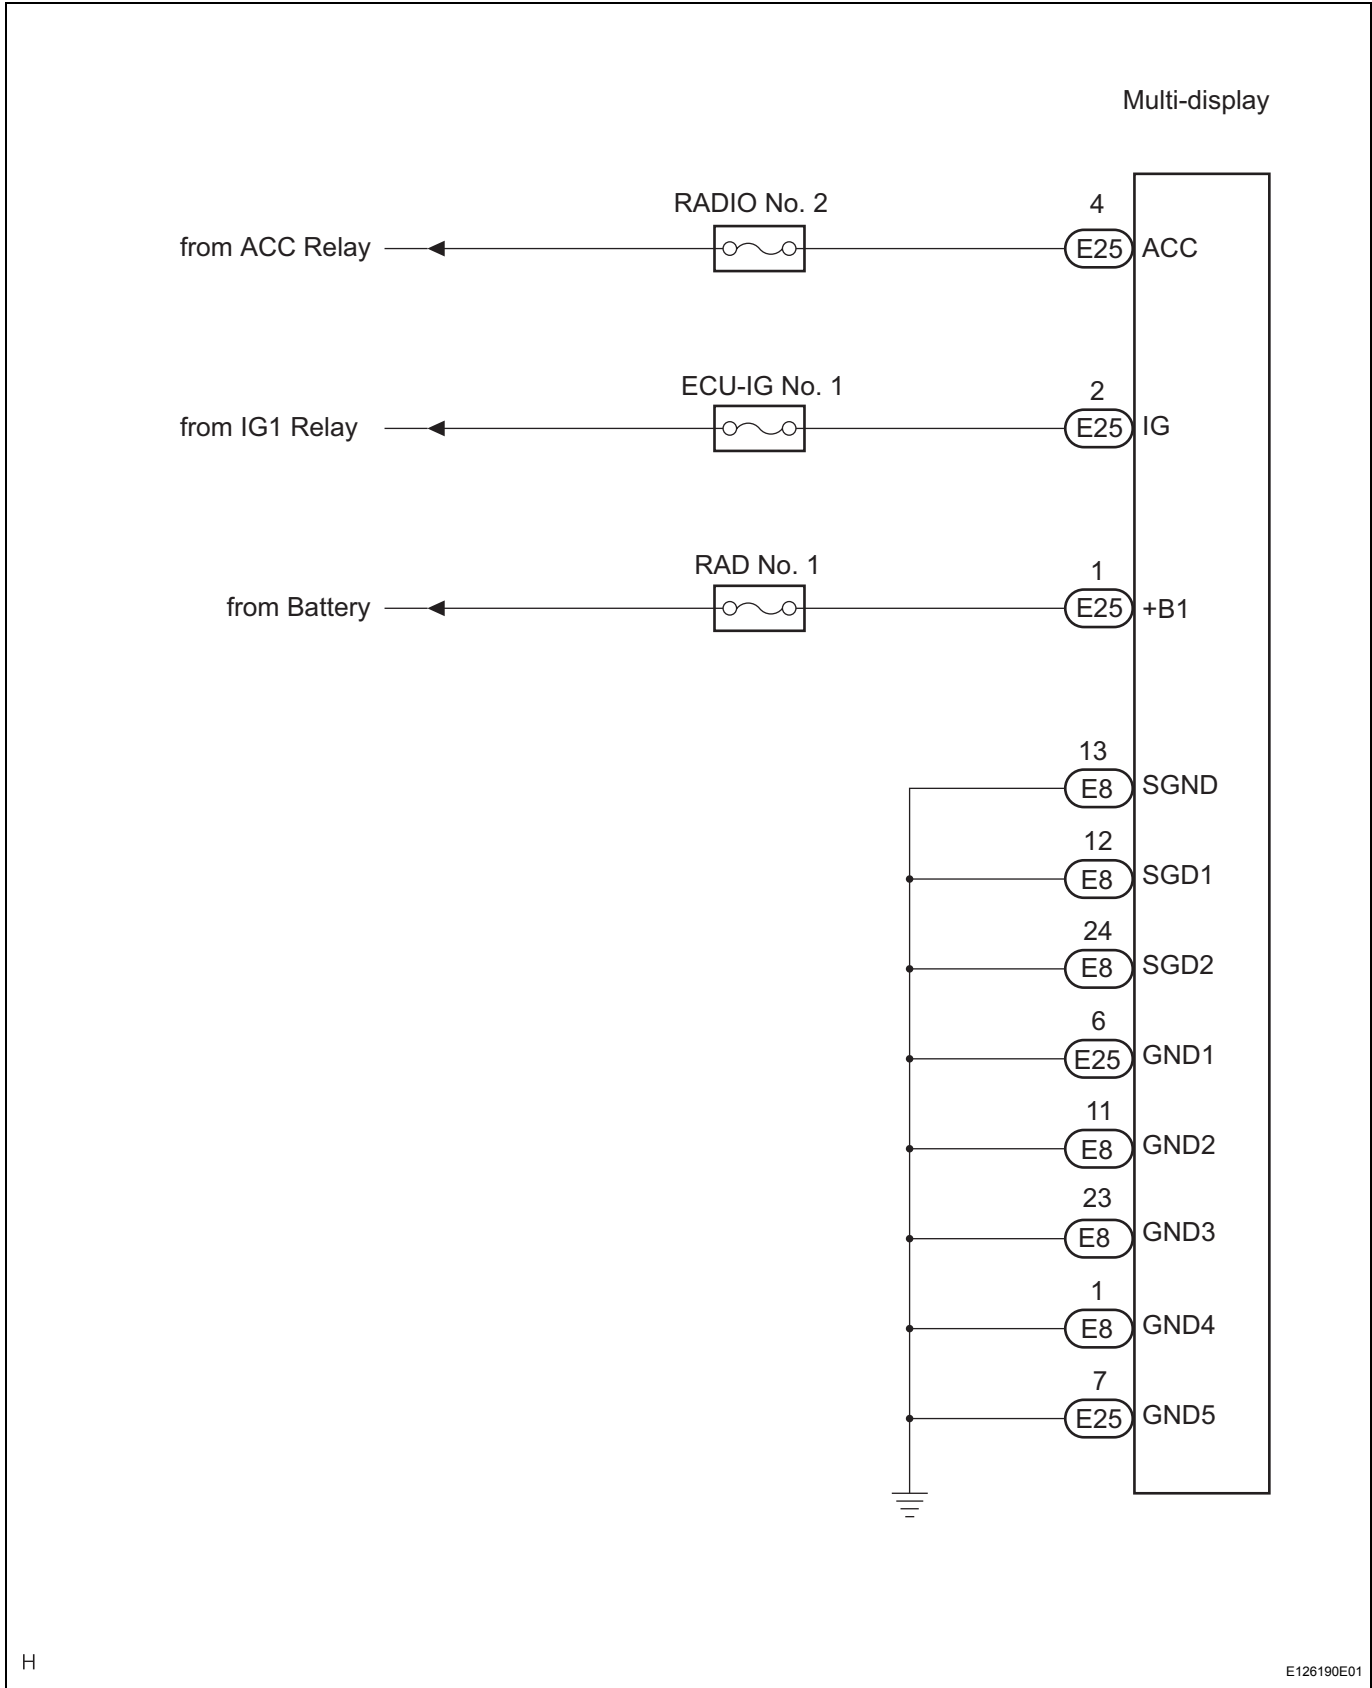 Multi-display
RADIO No. 2
4
from ACC Relay
E25
ACC
ECU-IG No. 1
2
from IG1 Relay
E25
IG
RAD No. 1
1
from Battery
E25
+B1
13
E8
SGND
12
E8
SGD1
24
E8
SGD2
6
E25
GND1
11
E8
GND2
23
E8
GND3
1
E8
GND4
7
E25
GND5
H
E126190E01